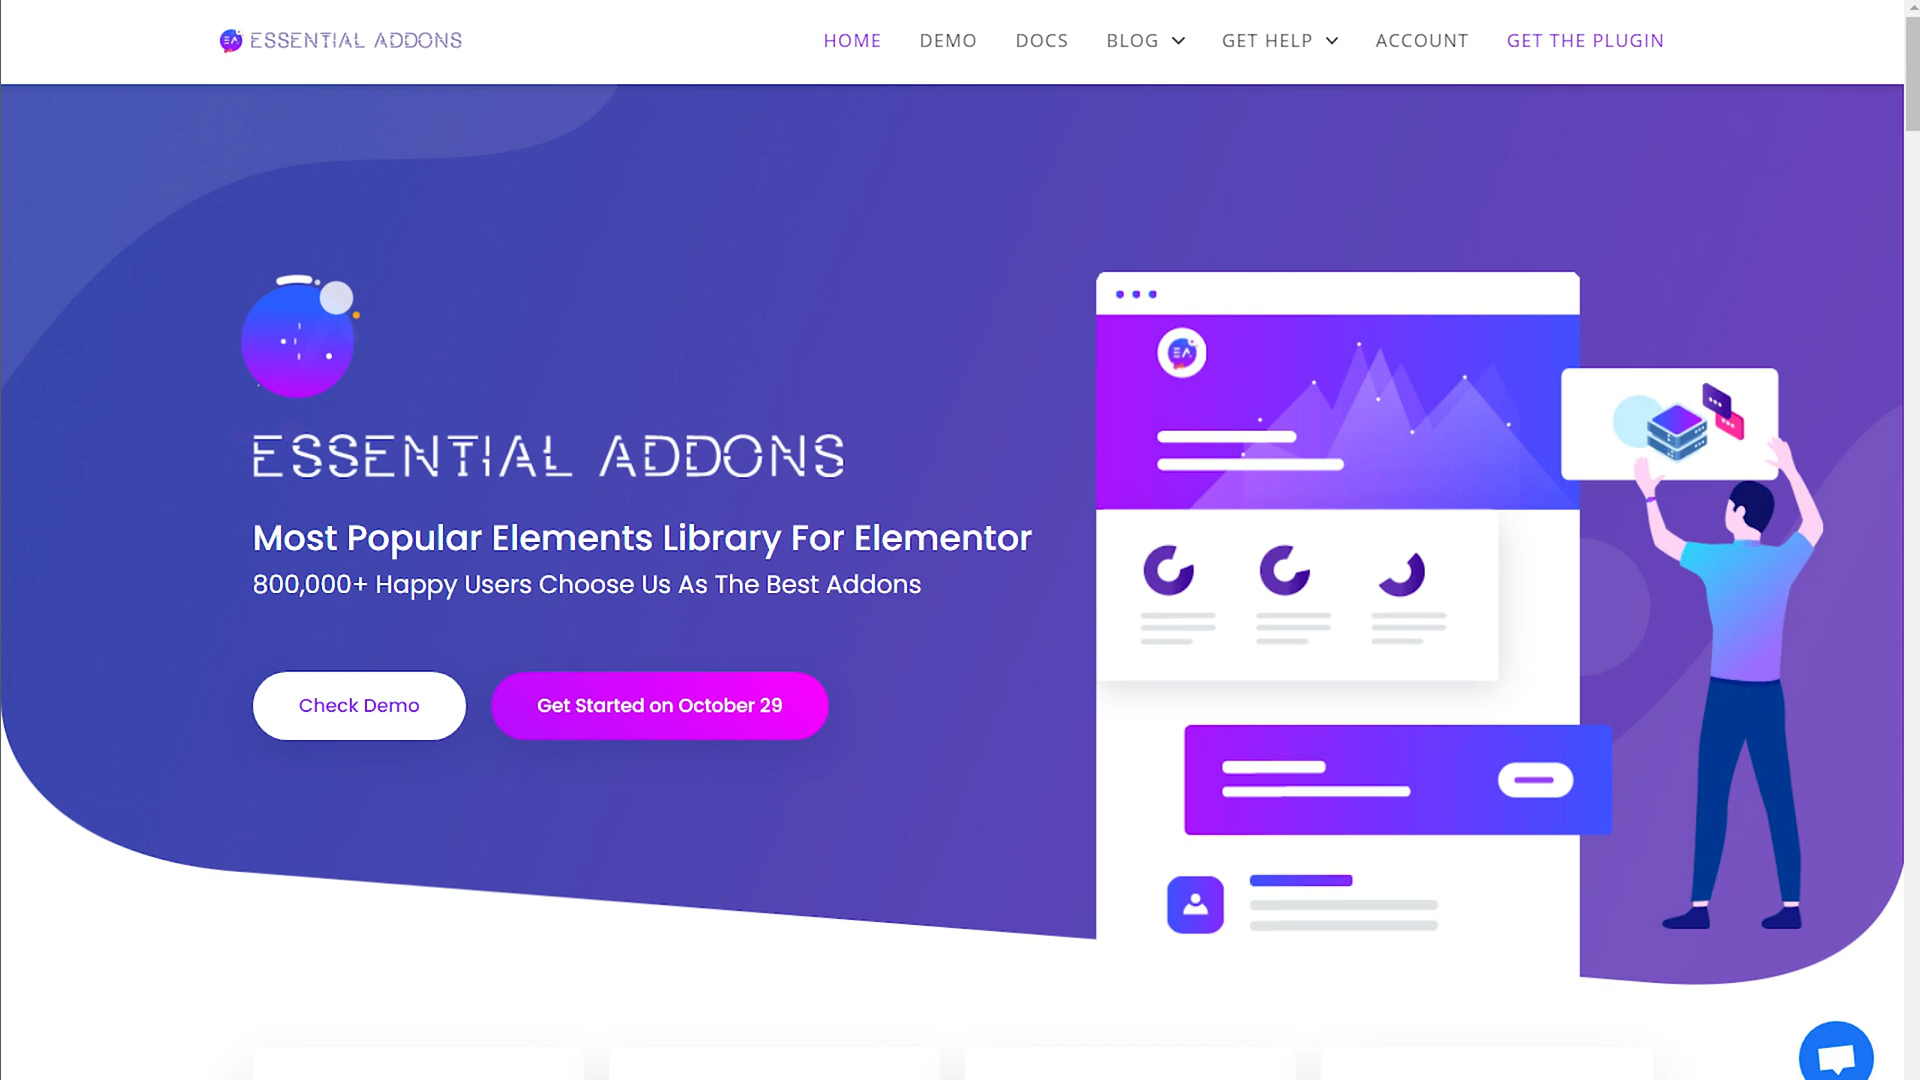 ESSENTIAL ADDONS
HOME DEMO DOCS BLOG GET HELP ACCOUNT GET THE PLUGIN
EA
ESSENTIAL ADDONS
Most Popular Elements Library For Elementor
800,000+ Happy Users Choose Us As The Best Addons
Check Demo Get Started on October 29